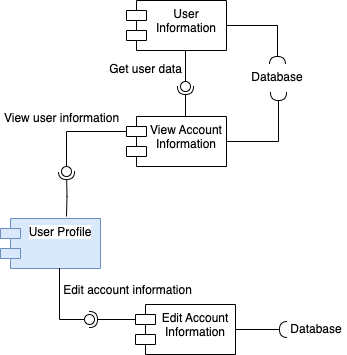 User
Information
Get user data
Database
View user information
View Account
Information
User Profile
Edit account information
Edit Account
Information
Database